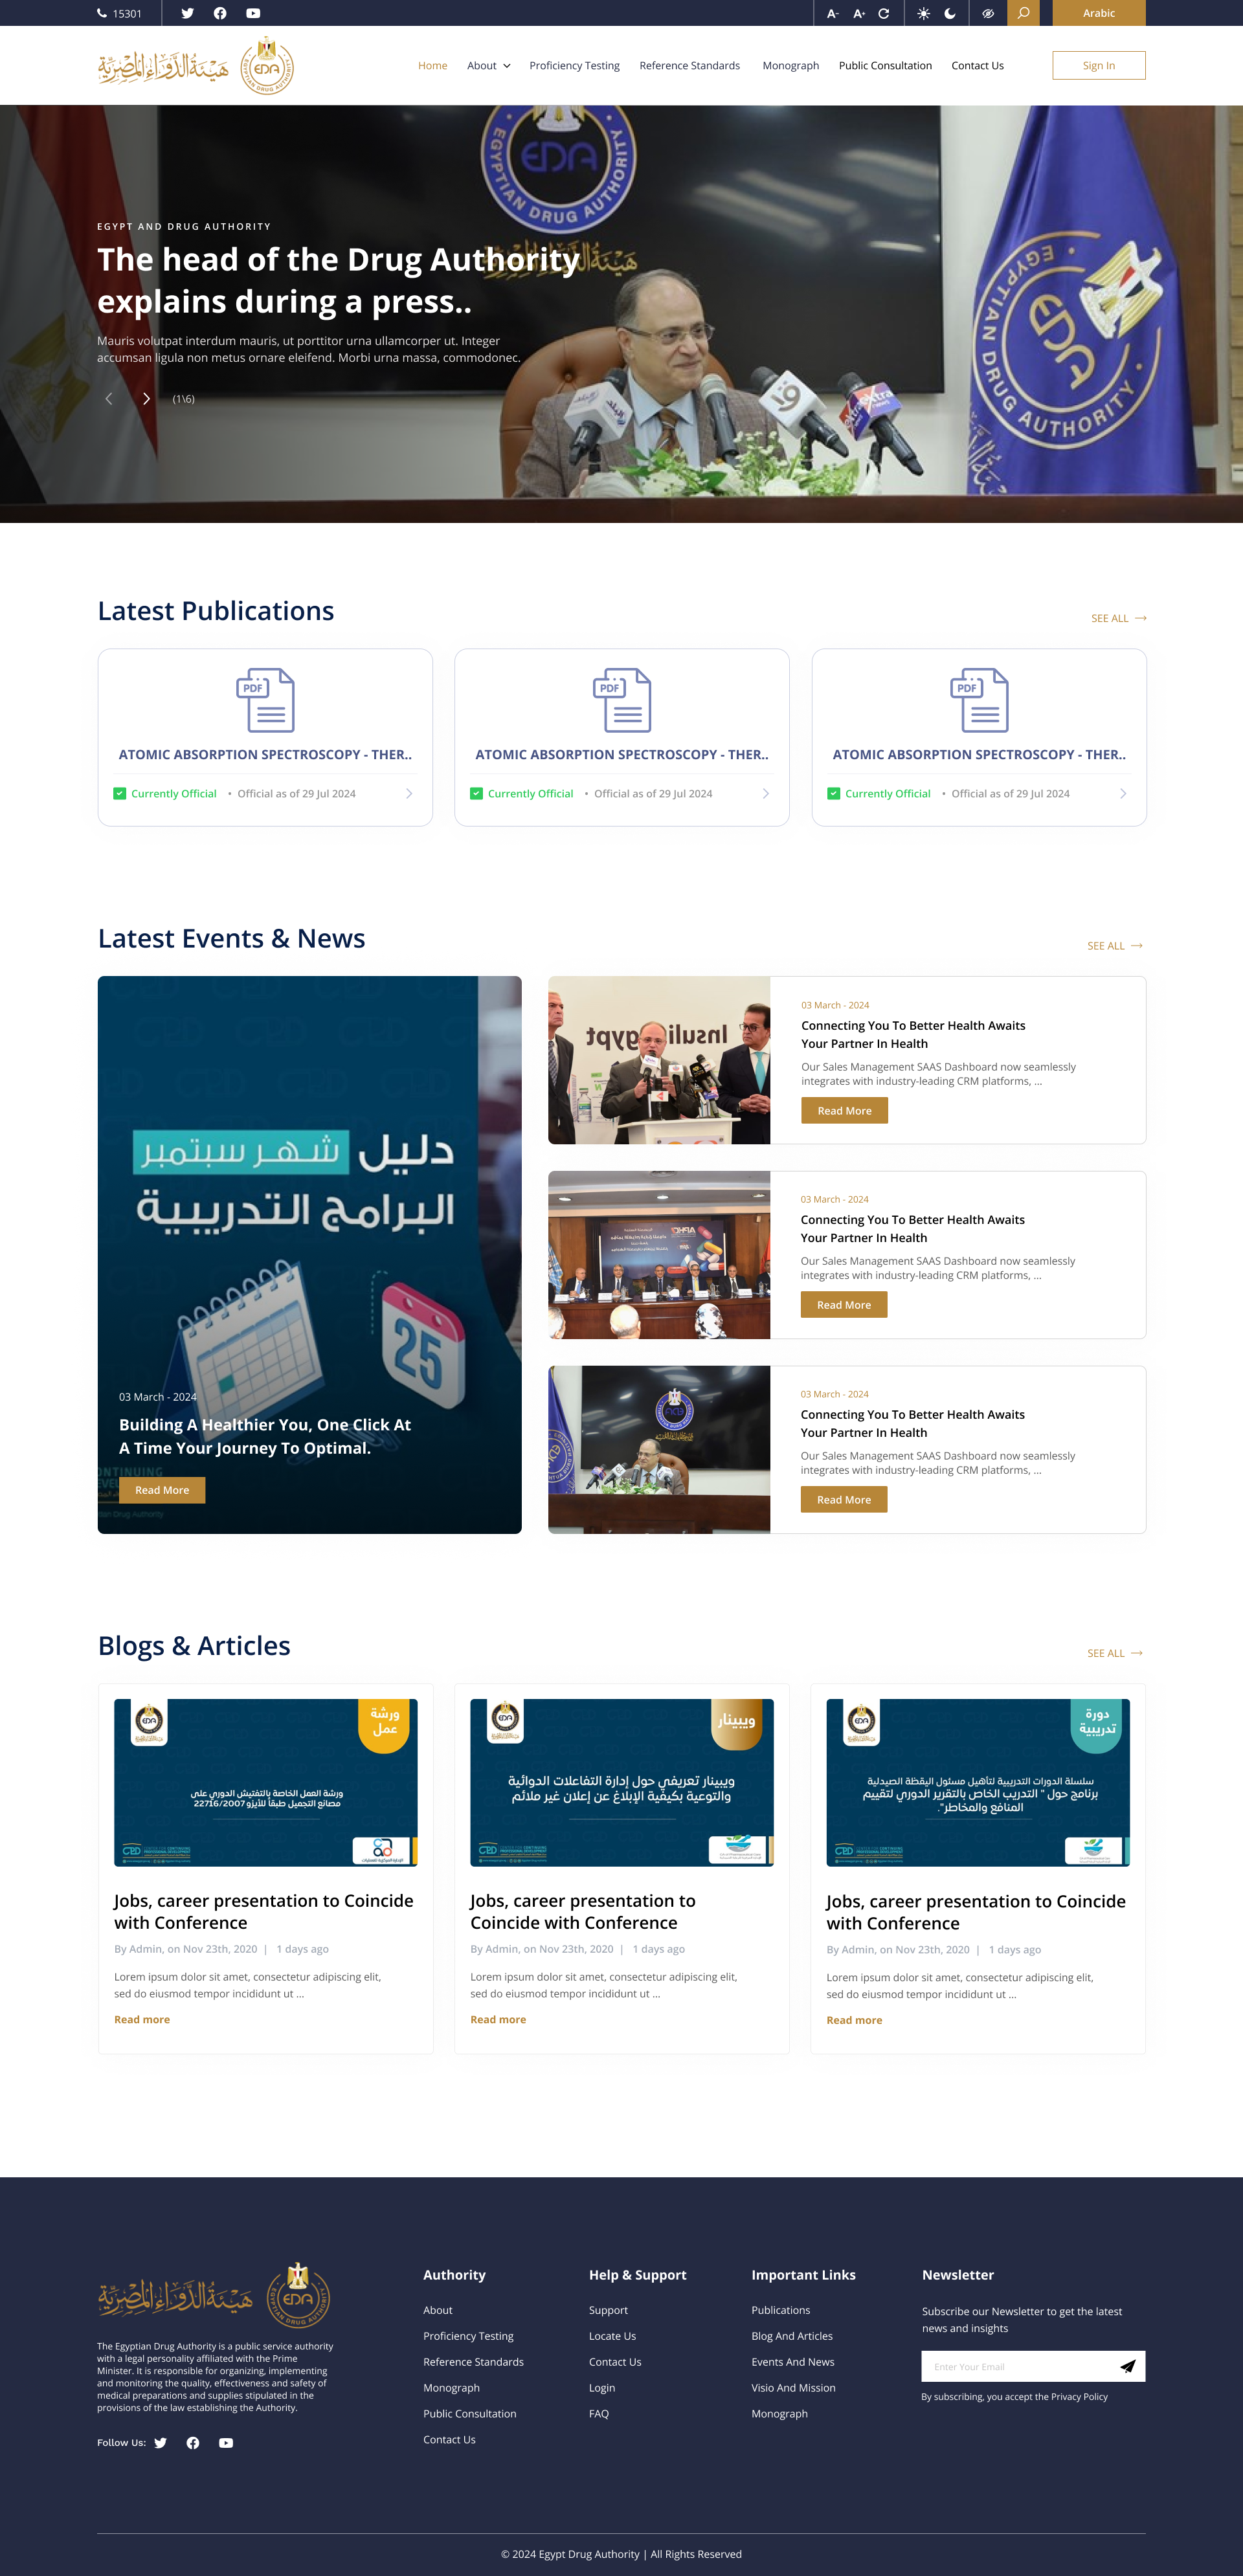 15301
A-
A+
Arabic
هيئة الدواء المصرية
EDA
Home
About
Proficiency Testing
Reference Standards
Monograph
Public Consultation
Contact Us
Sign In
EDA
EGYPTIAN DRUG AUTHORITY
EGYPTIAN DRUG AUTHORITY
EDA
EGYPT AND DRUG AUTHORITY
The head of the Drug Authority
explains during a press..
Mauris volutpat interdum mauris, ut porttitor urna ullamcorper ut. Integer
accumsan ligula non metus ornare eleifend. Morbi urna massa, commodonec.
(1\6)
Latest Publications
SEE ALL
PDF
ATOMIC ABSORPTION SPECTROSCOPY - THER..
Currently Official • Official as of 29 Jul 2024
PDF
ATOMIC ABSORPTION SPECTROSCOPY - THER..
Currently Official • Official as of 29 Jul 2024
PDF
ATOMIC ABSORPTION SPECTROSCOPY - THER..
Currently Official • Official as of 29 Jul 2024
Latest Events & News
SEE ALL
دليل شهر سبتمبر
البرامج التدريبية
25
03 March - 2024
Building A Healthier You, One Click At
A Time Your Journey To Optimal.
Read More
03 March - 2024
Connecting You To Better Health Awaits
Your Partner In Health
Our Sales Management SAAS Dashboard now seamlessly
integrates with industry-leading CRM platforms, ...
Read More
03 March - 2024
Connecting You To Better Health Awaits
Your Partner In Health
Our Sales Management SAAS Dashboard now seamlessly
integrates with industry-leading CRM platforms, ...
Read More
03 March - 2024
Connecting You To Better Health Awaits
Your Partner In Health
Our Sales Management SAAS Dashboard now seamlessly
integrates with industry-leading CRM platforms, ...
Read More
Blogs & Articles
SEE ALL
ورشة
عمل
ورشة العمل الخاصة بالتفتيش الدوري على
مصانع التجميل طبقاً للأيزو 22716/2007
Jobs, career presentation to Coincide
with Conference
By Admin, on Nov 23th, 2020 | 1 days ago
Lorem ipsum dolor sit amet, consectetur adipiscing elit,
sed do eiusmod tempor incididunt ut ...
Read more
ويبينار
ويبينار تعريفي حول إدارة التفاعلات الدوائية
والتوعية بكيفية الإبلاغ عن إعلان غير ملائم
Jobs, career presentation to
Coincide with Conference
By Admin, on Nov 23th, 2020 | 1 days ago
Lorem ipsum dolor sit amet, consectetur adipiscing elit,
sed do eiusmod tempor incididunt ut ...
Read more
دورة
تدريبية
سلسلة الدورات التدريبية لتأهيل مسئول اليقظة الصيدلية
برنامج حول " التدريب الخاص بالتقرير الدوري لتقييم
المنافع والمخاطر".
Jobs, career presentation to Coincide
with Conference
By Admin, on Nov 23th, 2020 | 1 days ago
Lorem ipsum dolor sit amet, consectetur adipiscing elit,
sed do eiusmod tempor incididunt ut ...
Read more
هيئة الدواء المصرية
EDA
EGYPTIAN DRUG AUTHORITY
The Egyptian Drug Authority is a public service authority
with a legal personality affiliated with the Prime
Minister. It is responsible for organizing, implementing
and monitoring the quality, effectiveness and safety of
medical preparations and supplies stipulated in the
provisions of the law establishing the Authority.
Follow Us:
Authority
About
Proficiency Testing
Reference Standards
Monograph
Public Consultation
Contact Us
Help & Support
Support
Locate Us
Contact Us
Login
FAQ
Important Links
Publications
Blog And Articles
Events And News
Visio And Mission
Monograph
Newsletter
Subscribe our Newsletter to get the latest
news and insights
Enter Your Email
By subscribing, you accept the Privacy Policy
© 2024 Egypt Drug Authority | All Rights Reserved